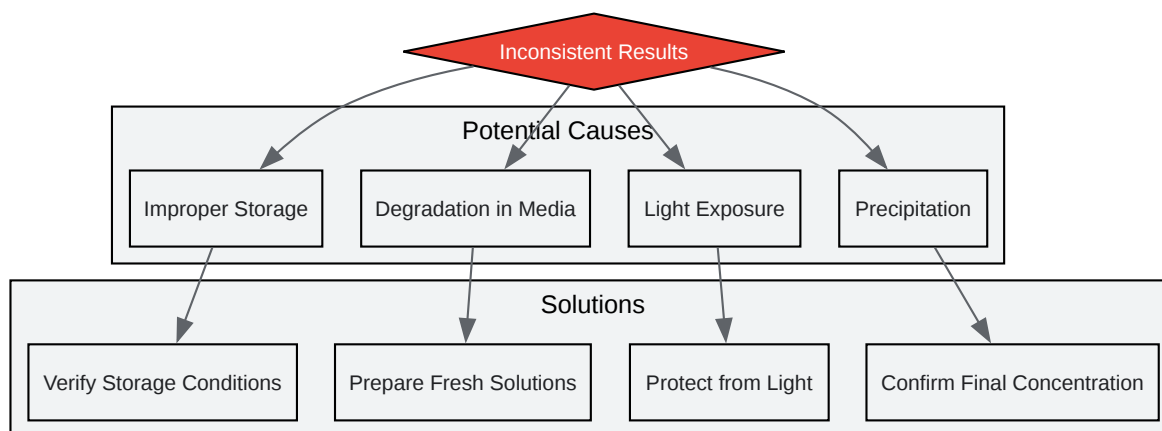 Inconsistent Results
Potential Causes
Improper Storage
Degradation in Media
Light Exposure
Precipitation
Solutions
Verify Storage Conditions
Prepare Fresh Solutions
Protect from Light
Confirm Final Concentration